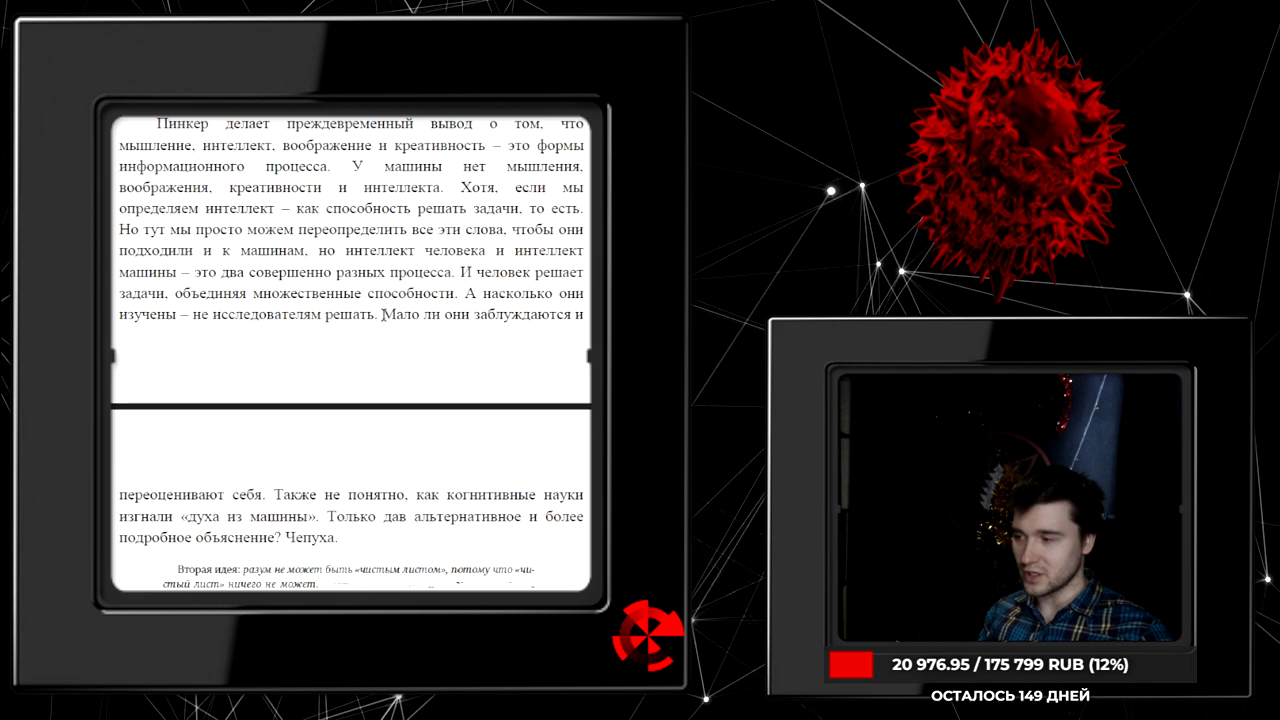 Пинкер делает преждевременный вывод о том, что
мышление, интеллект, воображение и креативность – это формы
информационного процесса. У машины нет мышления,
воображения, креативности и интеллекта. Хотя, если мы
определяем интеллект – как способность решать задачи, то есть.
Но тут мы просто можем переопределить все эти слова, чтобы они
подходили и к машинам, но интеллект человека и интеллект
машины – это два совершенно разных процесса. И человек решает
задачи, объединяя множественные способности. А насколько они
изучены – не исследователям решать. Мало ли они заблуждаются и
переоценивают себя. Также не понятно, как когнитивные науки
изгнали «духа из машины». Только дав альтернативное и более
подробное объяснение? Чепуха.
Вторая идея: разум не может быть «чистым листом», потому что «чи-
стый лист» ничего не может.
20 976.95 / 175 799 RUB (12%)
ОСТАЛОСЬ 149 ДНЕЙ